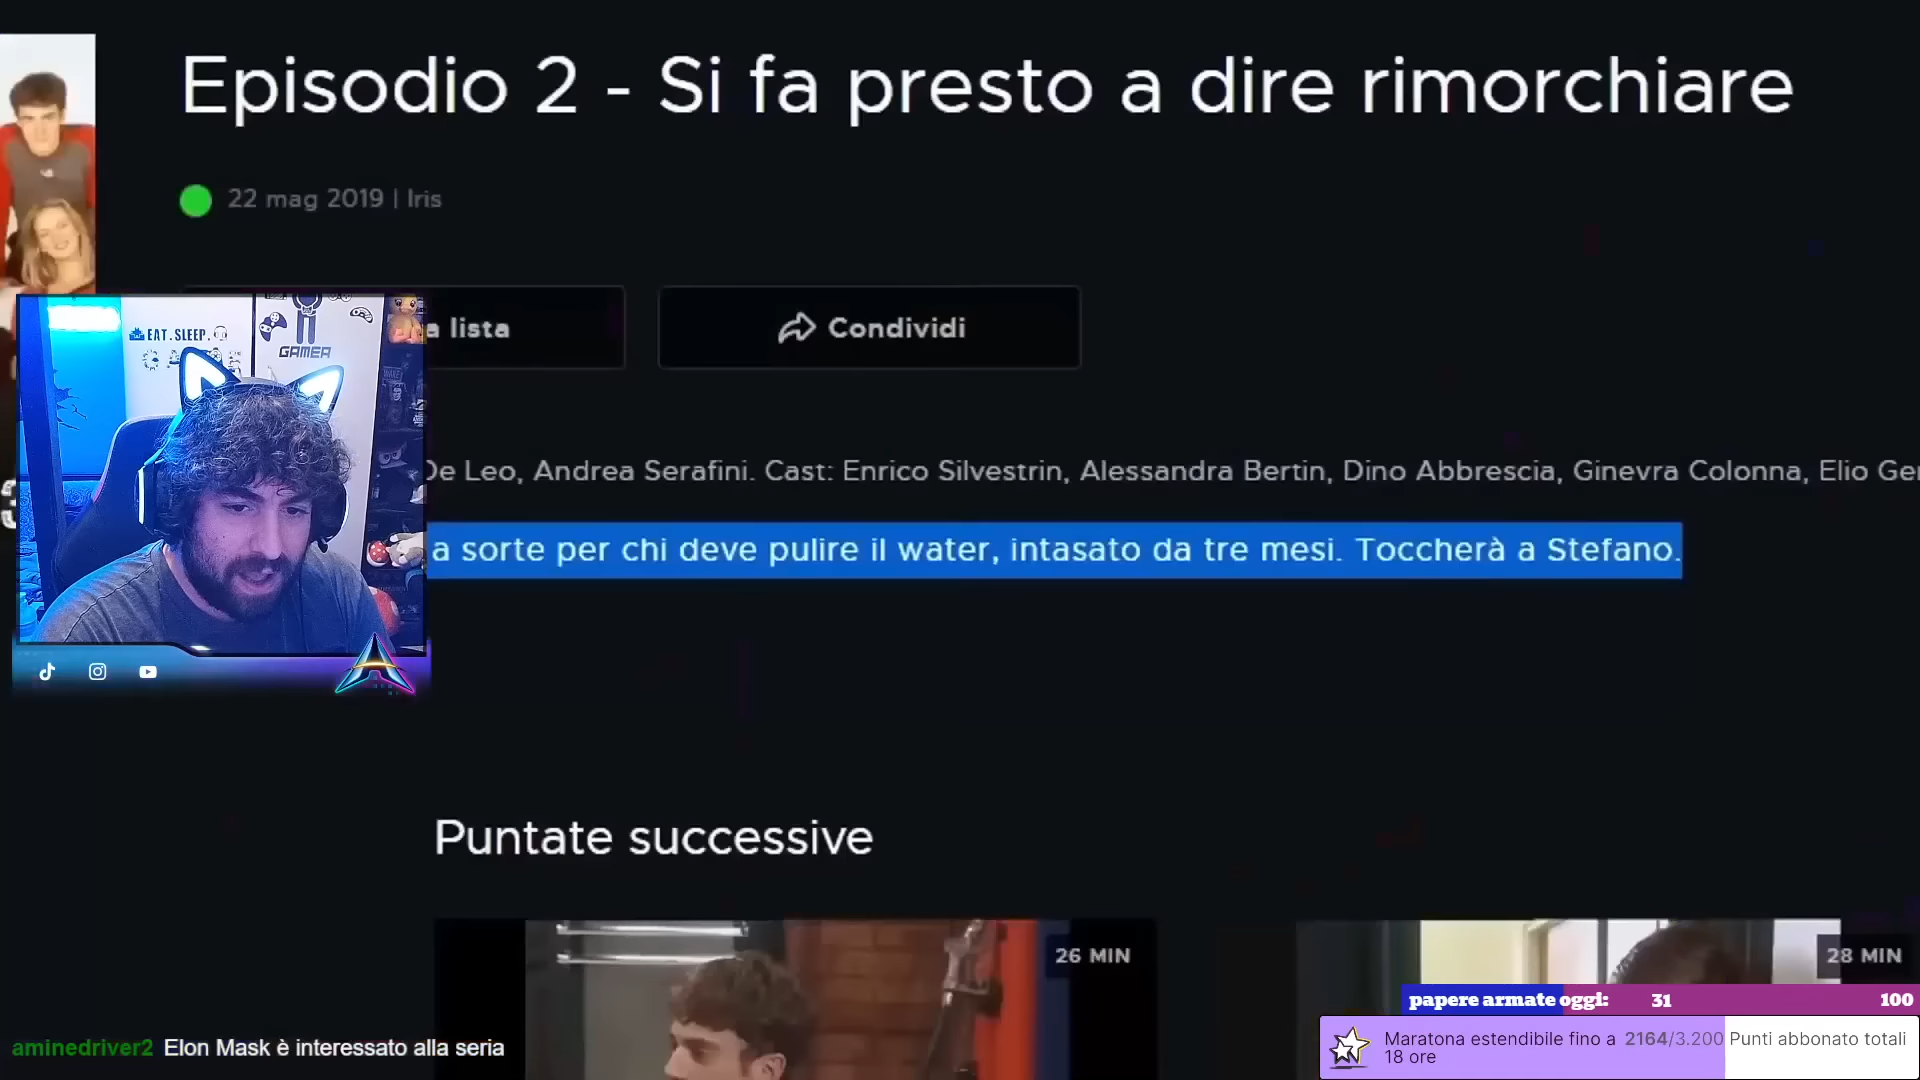 Episodio 2 - Si fa presto a dire rimorchiare
22 mag 2019 | Iris
a lista
Condividi
EAT.SLEEP.
GAMER
De Leo, Andrea Serafini. Cast: Enrico Silvestrin, Alessandra Bertin, Dino Abbrescia, Ginevra Colonna, Elio Ger
a sorte per chi deve pulire il water, intasato da tre mesi. Toccherà a Stefano.
Puntate successive
26 MIN
28 MIN
papere armate oggi: 31 100
aminedriver2 Elon Mask è interessato alla seria
Maratona estendibile fino a 2164/3.200 Punti abbonato totali
18 ore